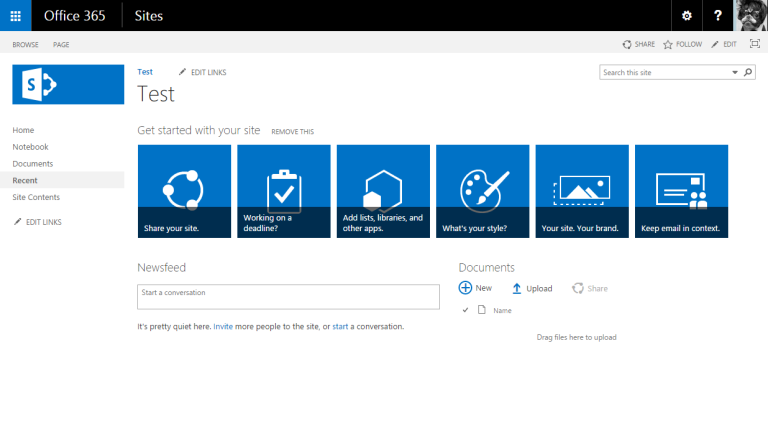 Office 365 Sites
BROWSE PAGE SHARE FOLLOW EDIT
S
Test EDIT LINKS
Search this site
Test
Home
Notebook
Documents
Recent
Site Contents
EDIT LINKS
Get started with your site REMOVE THIS
Share your site.
Working on a
deadline?
Add lists, libraries, and
other apps.
What's your style?
Your site. Your brand.
Keep email in context.
Newsfeed
Start a conversation
It's pretty quiet here. Invite more people to the site, or start a conversation.
Documents
New Upload Share
Name
Drag files here to upload